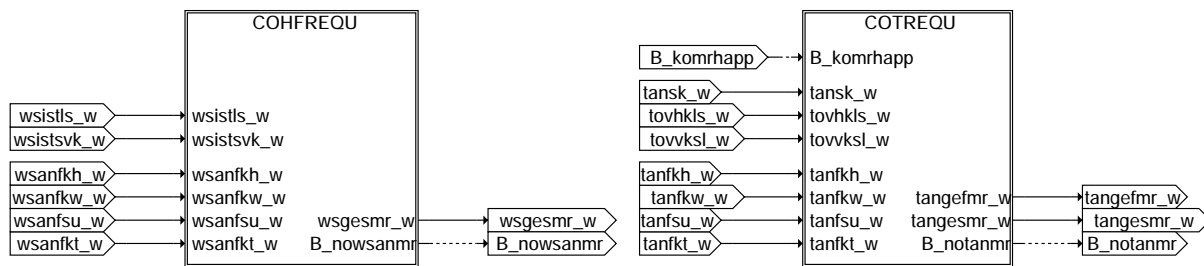 COHFREQU
wsistls_w wsistls_w
wsistsvk_w wsistsvk_w
wsanfkh_w wsanfkh_w
wsanfkw_w wsanfkw_w
wsanfsu_w wsanfsu_w wsgesmr_w wsgesmr_w
wsanfkt_w wsanfkt_w B_nowsanmr B_nowsanmr
COTREQU
B_komrhapp B_komrhapp
tansk_w tansk_w
tovhkls_w tovhkls_w
tovvksl_w tovvksl_w
tanfkh_w tanfkh_w
tanfkw_w tanfkw_w tangefmr_w tangefmr_w
tanfsu_w tanfsu_w tangesmr_w tangesmr_w
tanfkt_w tanfkt_w B_notanmr B_notanmr